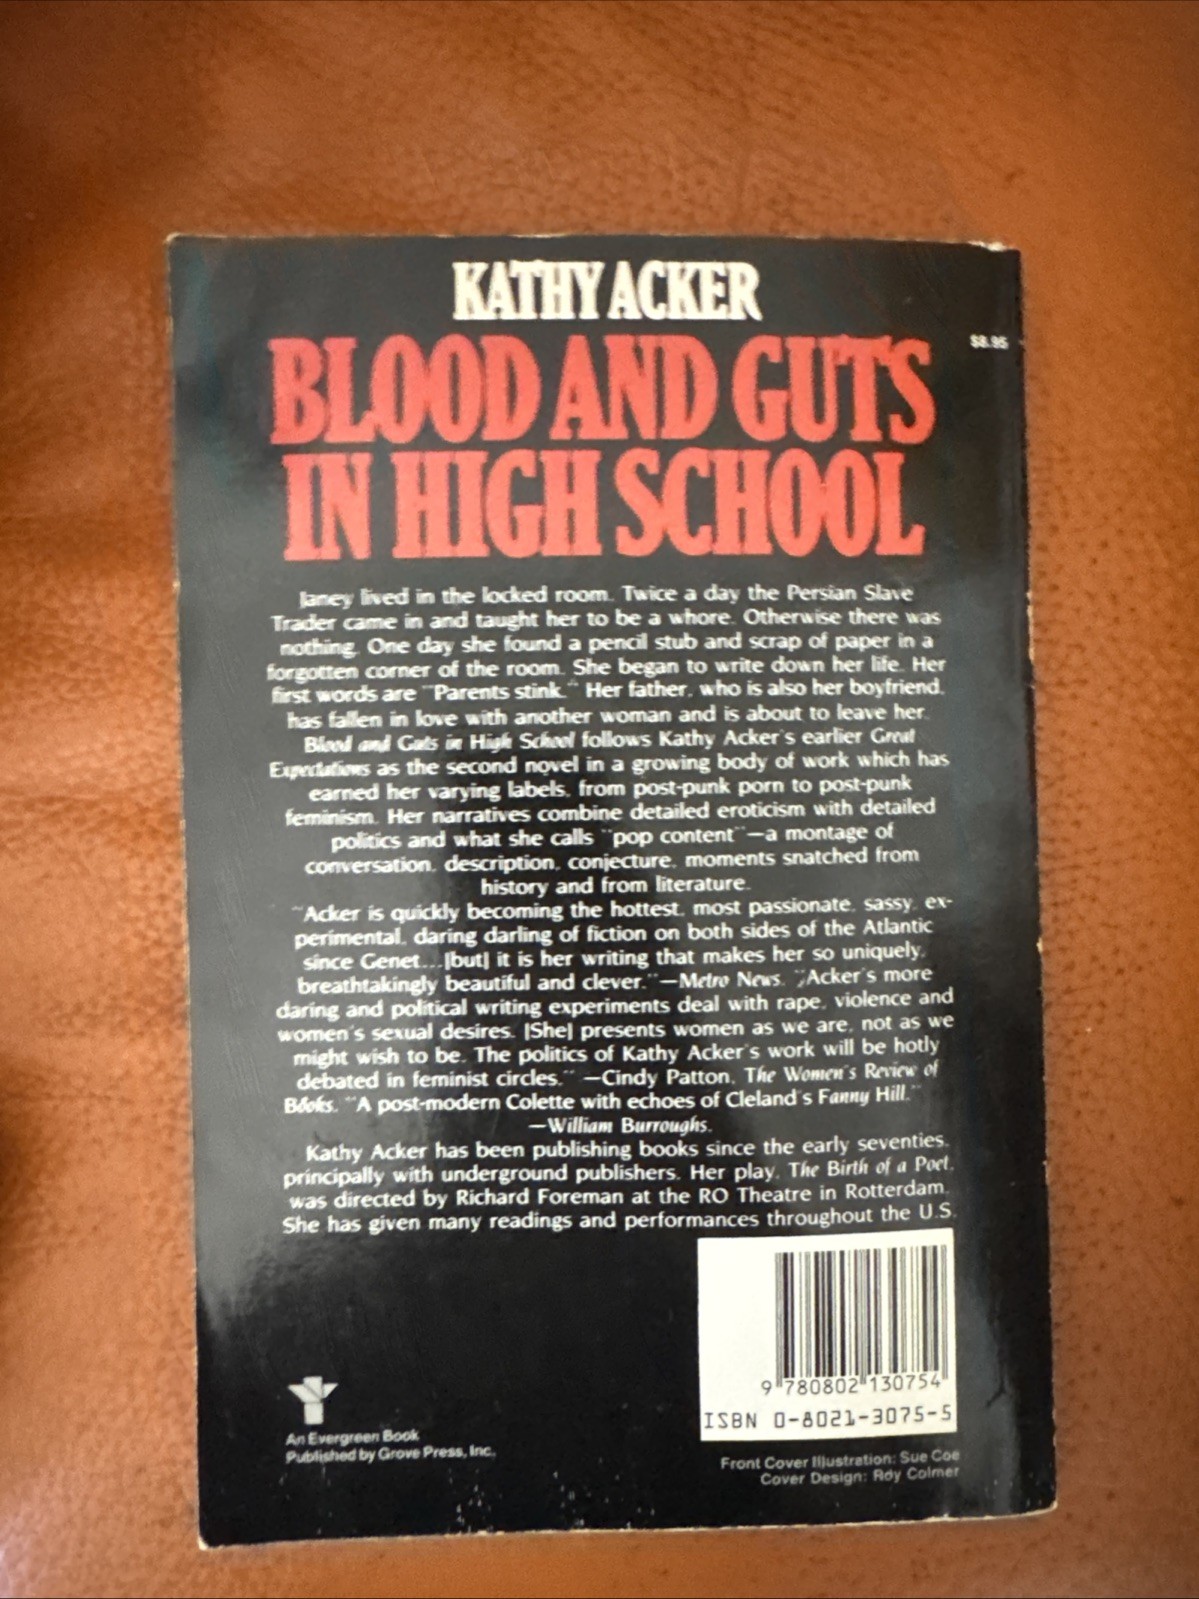 KATHY ACKER
$8.95
BLOOD AND GUTS
IN HIGH SCHOOL
Janey lived in the locked room. Twice a day the Persian Slave
Trader came in and taught her to be a whore. Otherwise there was
nothing. One day she found a pencil stub and scrap of paper in a
forgotten corner of the room. She began to write down her life. Her
first words are "Parents stink." Her father, who is also her boyfriend,
has fallen in love with another woman and is about to leave her.
Blood and Guts in High School follows Kathy Acker's earlier Great
Expectations as the second novel in a growing body of work which has
earned her varying labels, from post-punk porn to post-punk
feminism. Her narratives combine detailed eroticism with detailed
politics and what she calls "pop content"—a montage of
conversation, description, conjecture, moments snatched from
history and from literature.
"Acker is quickly becoming the hottest, most passionate, sassy, ex-
perimental, daring darling of fiction on both sides of the Atlantic
since Genet...[but] it is her writing that makes her so uniquely,
breathtakingly beautiful and clever."—Metro News. "Acker's more
daring and political writing experiments deal with rape, violence and
women's sexual desires. [She] presents women as we are, not as we
might wish to be. The politics of Kathy Acker's work will be hotly
debated in feminist circles." —Cindy Patton, The Women's Review of
Books. "A post-modern Colette with echoes of Cleland's Fanny Hill."
—William Burroughs.
Kathy Acker has been publishing books since the early seventies,
principally with underground publishers. Her play, The Birth of a Poet,
was directed by Richard Foreman at the RO Theatre in Rotterdam.
She has given many readings and performances throughout the U.S.
9 780802 130754
ISBN 0-8021-3075-5
An Evergreen Book
Published by Grove Press, Inc.
Front Cover Illustration: Sue Coe
Cover Design: Roy Colmer